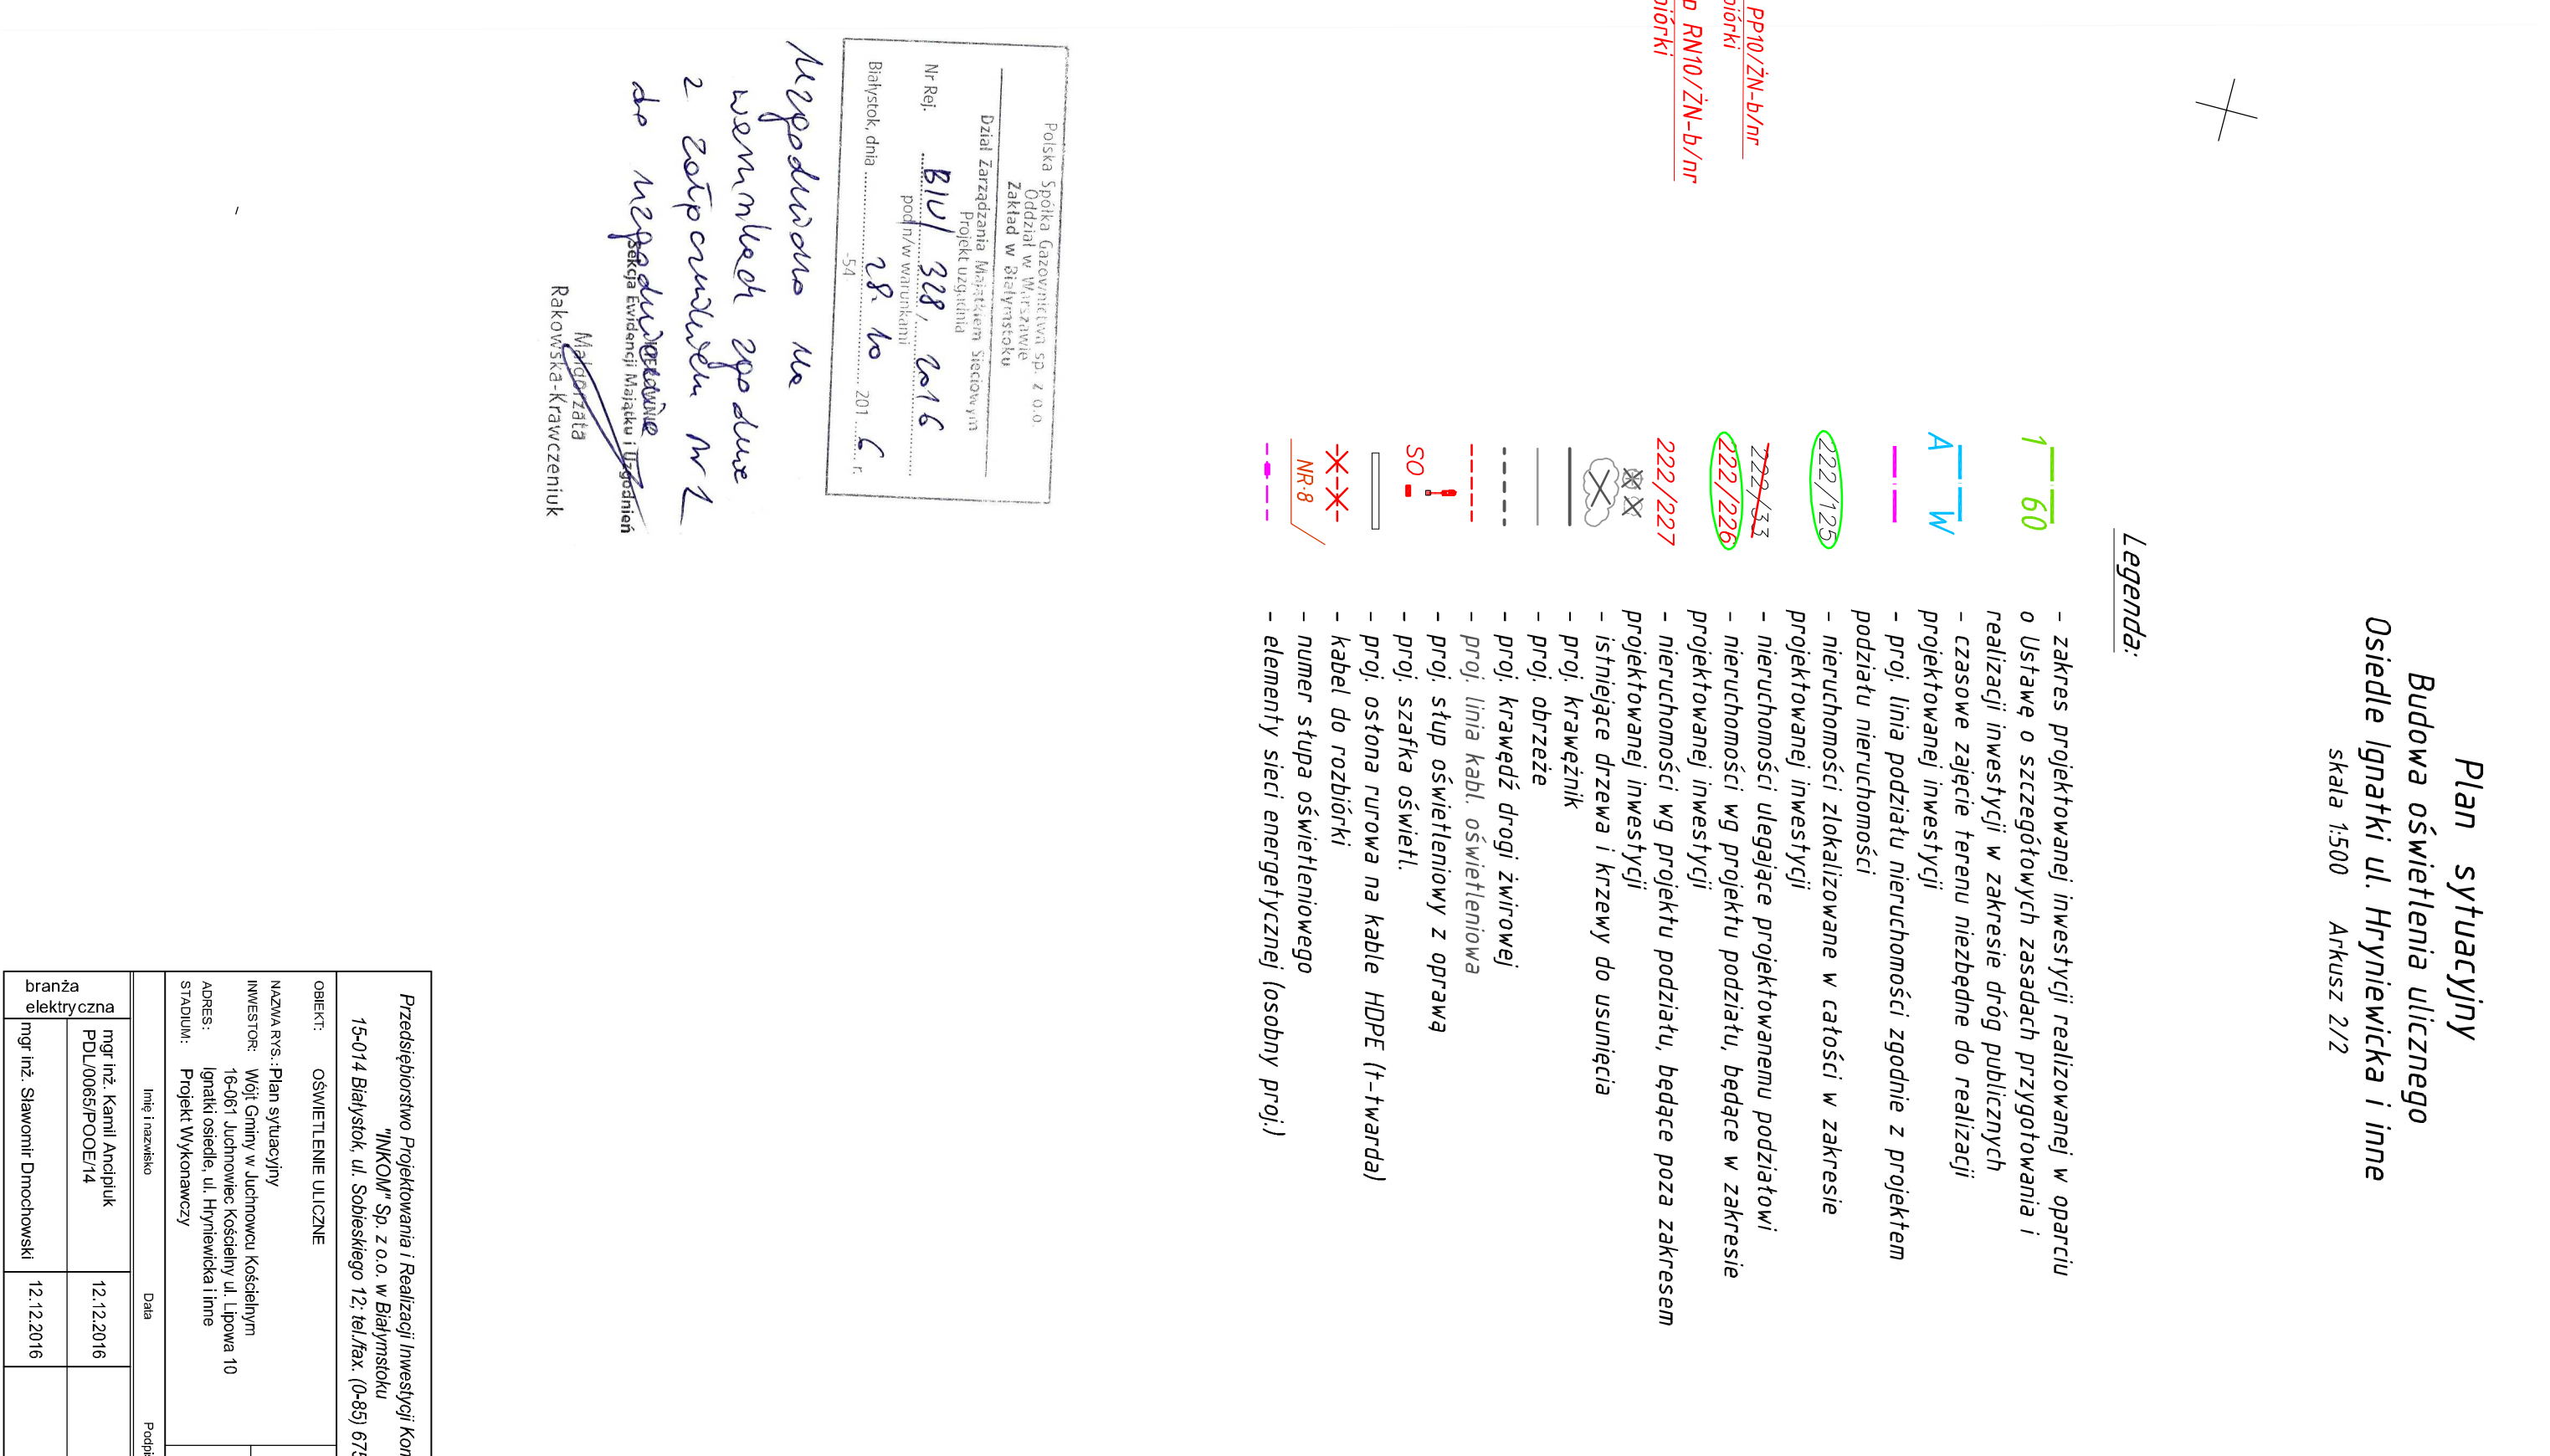 PP10/ŻN-b/nr
RN10/ŻN-b/nr
Plan sytuacyjny
Budowa oświetlenia ulicznego
Osiedle Ignatki ul. Hryniewicka i inne
skala 1:500 Arkusz 2/2
Legenda:
1 60 - zakres projektowanej inwestycji realizowanej w oparciu
o Ustawę o szczegółowych zasadach przygotowania i
realizacji inwestycji w zakresie dróg publicznych
A W - czasowe zajęcie terenu niezbędne do realizacji
projektowanej inwestycji
- proj. linia podziału nieruchomości zgodnie z projektem
podziału nieruchomości
222/125 - nieruchomości zlokalizowane w całości w zakresie
projektowanej inwestycji
222/33 - nieruchomości ulegające projektowanemu podziałowi
222/226 - nieruchomości wg projektu podziału, będące w zakresie
projektowanej inwestycji
222/227 - nieruchomości wg projektu podziału, będące poza zakresem
projektowanej inwestycji
- istniejące drzewa i krzewy do usunięcia
- proj. krawężnik
- proj. obrzeże
- proj. krawędź drogi żwirowej
- proj. linia kabl. oświetleniowa
- proj. słup oświetleniowy z oprawą
SO - proj. szafka oświetl.
- proj. osłona rurowa na kable HDPE (t-twarda)
- kabel do rozbiórki
NR-8 - numer słupa oświetleniowego
- elementy sieci energetycznej (osobny proj.)
Polska Spółka Gazownictwa sp. z o.o.
Oddział w Warszawie
Zakład w Białymstoku
Dział Zarządzania Majątkiem Sieciowym
Projekt uzgadnia
Nr Rej. BIU/ 328, 2016
pod n/w warunkami
Białystok, dnia 28. 10 2016 r.
-54-
Uzgodniono na
warunkach zgodnie
z załącznikiem nr 1
do uzgodnienia
KIEROWNIK
Sekcja Ewidencji Majątku i Uzgodnień
Małgorzata
Rakowska-Krawczeniuk
Przedsiębiorstwo Projektowania i Realizacji Inwestycji
"INKOM" Sp. z o.o. w Białymstoku
15-014 Białystok, ul. Sobieskiego 12; tel./fax. (0-85) 675
OBIEKT: OŚWIETLENIE ULICZNE
NAZWA RYS.: Plan sytuacyjny
INWESTOR: Wójt Gminy w Juchnowcu Kościelnym
16-061 Juchnowiec Kościelny ul. Lipowa 10
ADRES: Ignatki osiedle, ul. Hryniewicka i inne
STADIUM: Projekt Wykonawczy
Imię i nazwisko Data
branża
elektryczna
mgr inż. Kamil Ancipiuk 12.12.2016
PDL/0065/POOE/14
mgr inż. Sławomir Dmochowski 12.12.2016